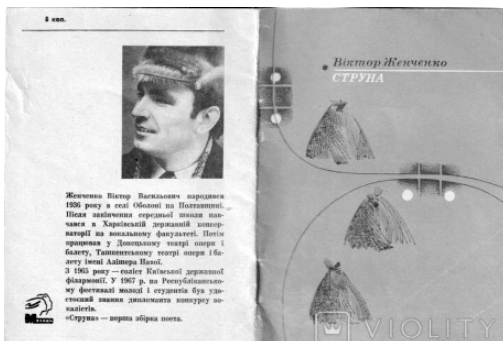 8 коп.
Женченко Віктор Васильович народився
1936 року в селі Оболоні на Полтавщині.
Після закінчення середньої школи нав-
чався в Харківській державній консер-
ваторії на вокальному факультеті. Потім
працював у Донецькому театрі опери і
балету, Ташкентському театрі опери і ба-
лету імені Алішера Навої.
З 1965 року — соліст Київської державної
філармонії. У 1967 р. на Республікансько-
му фестивалі молоді і студентів був удо-
стоєний звання дипломанта конкурсу во-
калістів.
«Струна» — перша збірка поета.
Молодь
Віктор Женченко
СТРУНА
VIOLITY